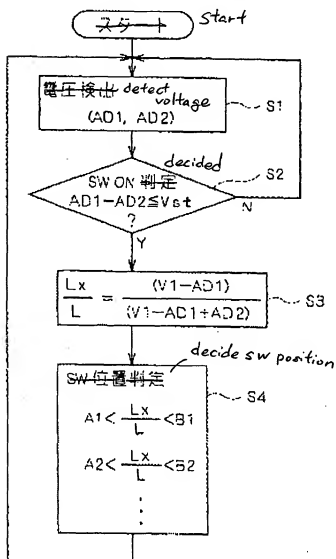 スタート Start
電圧検出 detect
voltage
(AD1, AD2)
S1
decided
SW ON 判定
AD1−AD2≦Vst
?
S2
N
Y
Lx/L = (V1−AD1)/(V1−AD1+AD2)
S3
decide sw position
SW 位置判定
S4
A1< Lx/L <B1
A2< Lx/L <B2
⋮